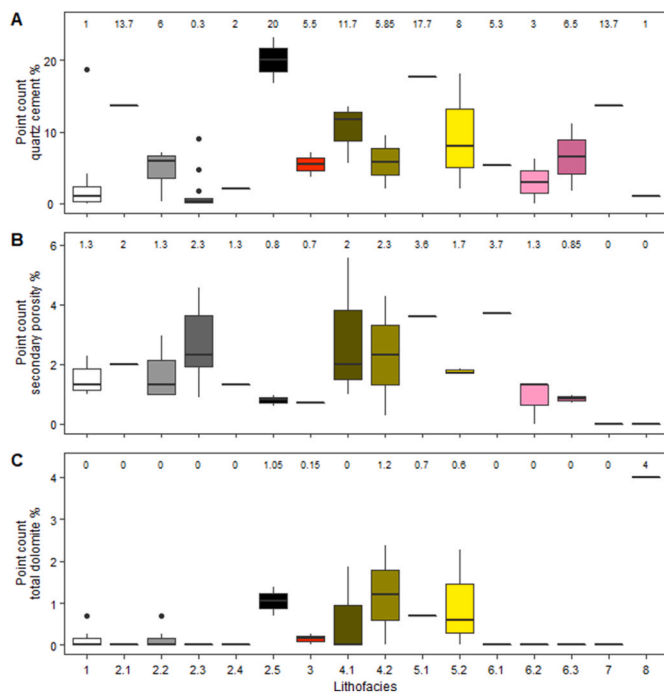 A
1 13.7 6 0.3 2 20 5.5 11.7 5.85 17.7 8 5.3 3 6.5 13.7 1
Point count
quartz cement %
20
10
0
B
1.3 2 1.3 2.3 1.3 0.8 0.7 2 2.3 3.6 1.7 3.7 1.3 0.85 0 0
Point count
secondary porosity %
6
4
2
0
C
0 0 0 0 0 1.05 0.15 0 1.2 0.7 0.6 0 0 0 0 4
Point count
total dolomite %
4
3
2
1
0
1 2.1 2.2 2.3 2.4 2.5 3 4.1 4.2 5.1 5.2 6.1 6.2 6.3 7 8
Lithofacies